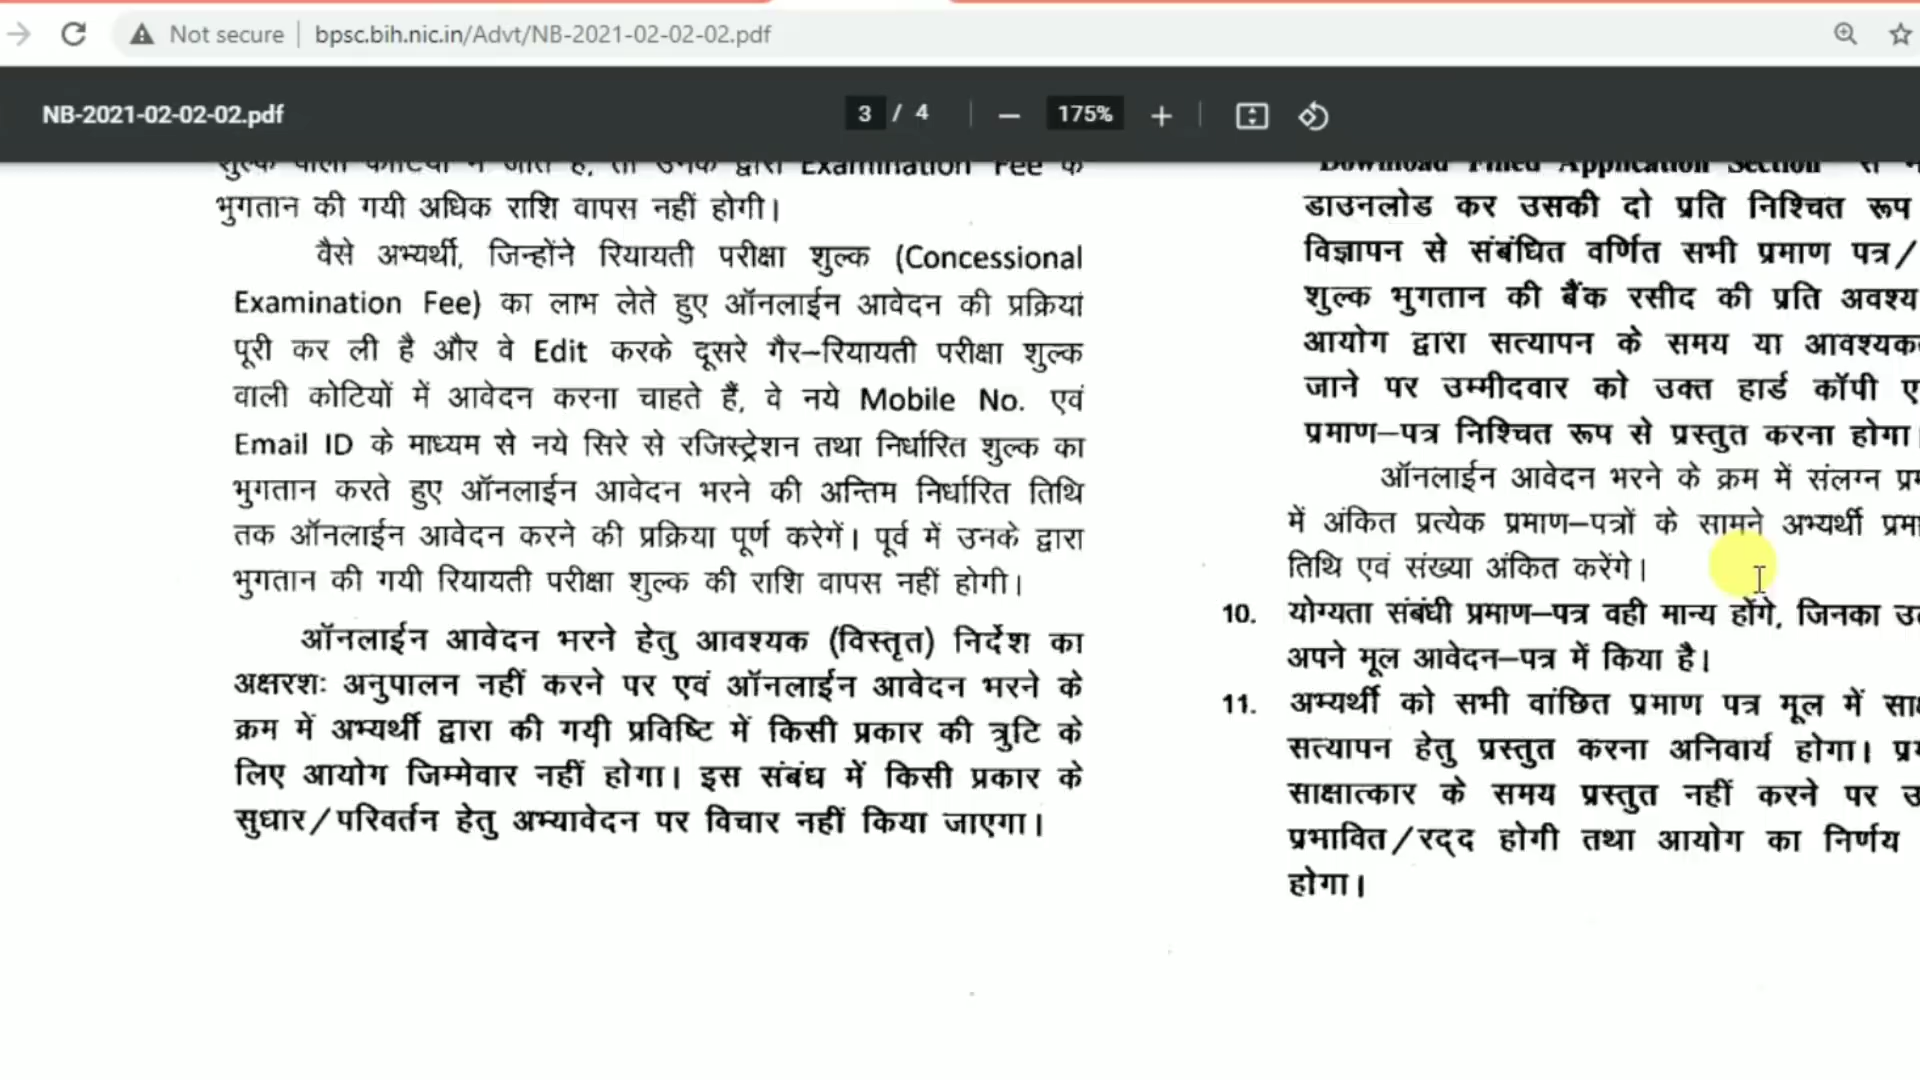 Not secure | bpsc.bih.nic.in/Advt/NB-2021-02-02-02.pdf
NB-2021-02-02-02.pdf
3 / 4
175%
Examination Fee के
भुगतान की गयी अधिक राशि वापस नहीं होगी।
वैसे अभ्यर्थी, जिन्होंने रियायती परीक्षा शुल्क (Concessional
Examination Fee) का लाभ लेते हुए ऑनलाईन आवेदन की प्रक्रिया
पूरी कर ली है और वे Edit करके दूसरे गैर–रियायती परीक्षा शुल्क
वाली कोटियों में आवेदन करना चाहते हैं, वे नये Mobile No. एवं
Email ID के माध्यम से नये सिरे से रजिस्ट्रेशन तथा निर्धारित शुल्क का
भुगतान करते हुए ऑनलाईन आवेदन भरने की अन्तिम निर्धारित तिथि
तक ऑनलाईन आवेदन करने की प्रक्रिया पूर्ण करेगें। पूर्व में उनके द्वारा
भुगतान की गयी रियायती परीक्षा शुल्क की राशि वापस नहीं होगी।
ऑनलाईन आवेदन भरने हेतु आवश्यक (विस्तृत) निर्देश का
अक्षरशः अनुपालन नहीं करने पर एवं ऑनलाईन आवेदन भरने के
क्रम में अभ्यर्थी द्वारा की गयी प्रविष्टि में किसी प्रकार की त्रुटि के
लिए आयोग जिम्मेवार नहीं होगा। इस संबंध में किसी प्रकार के
सुधार/परिवर्तन हेतु अभ्यावेदन पर विचार नहीं किया जाएगा।
Download Filled Application Section से
डाउनलोड कर उसकी दो प्रति निश्चित रूप
विज्ञापन से संबंधित वर्णित सभी प्रमाण पत्र/
शुल्क भुगतान की बैंक रसीद की प्रति अवश्य
आयोग द्वारा सत्यापन के समय या
जाने पर उम्मीदवार को उक्त हार्ड कॉपी
प्रमाण–पत्र निश्चित रूप से प्रस्तुत करना होगा
ऑनलाईन आवेदन भरने के क्रम में संलग्न
में अंकित प्रत्येक प्रमाण–पत्रों के सामने अभ्यर्थी
तिथि एवं संख्या अंकित करेंगे।
10. योग्यता संबंधी प्रमाण–पत्र वही मान्य होंगे, जिनका
अपने मूल आवेदन–पत्र में किया है।
11. अभ्यर्थी को सभी वांछित प्रमाण पत्र मूल में
सत्यापन हेतु प्रस्तुत करना अनिवार्य होगा।
साक्षात्कार के समय प्रस्तुत नहीं करने पर
प्रभावित/रद्द होगी तथा आयोग का निर्णय
होगा।